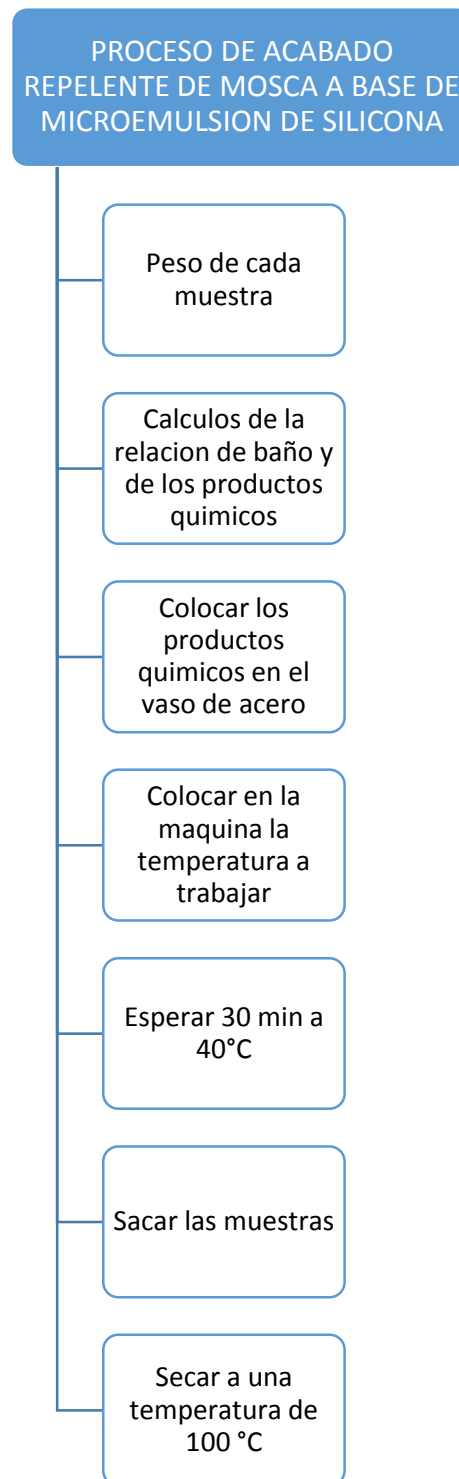 PROCESO DE ACABADO
REPELENTE DE MOSCA A BASE DE
MICROEMULSION DE SILICONA
Peso de cada
muestra
Calculos de la
relacion de baño y
de los productos
quimicos
Colocar los
productos
quimicos en el
vaso de acero
Colocar en la
maquina la
temperatura a
trabajar
Esperar 30 min a
40°C
Sacar las muestras
Secar a una
temperatura de
100 °C